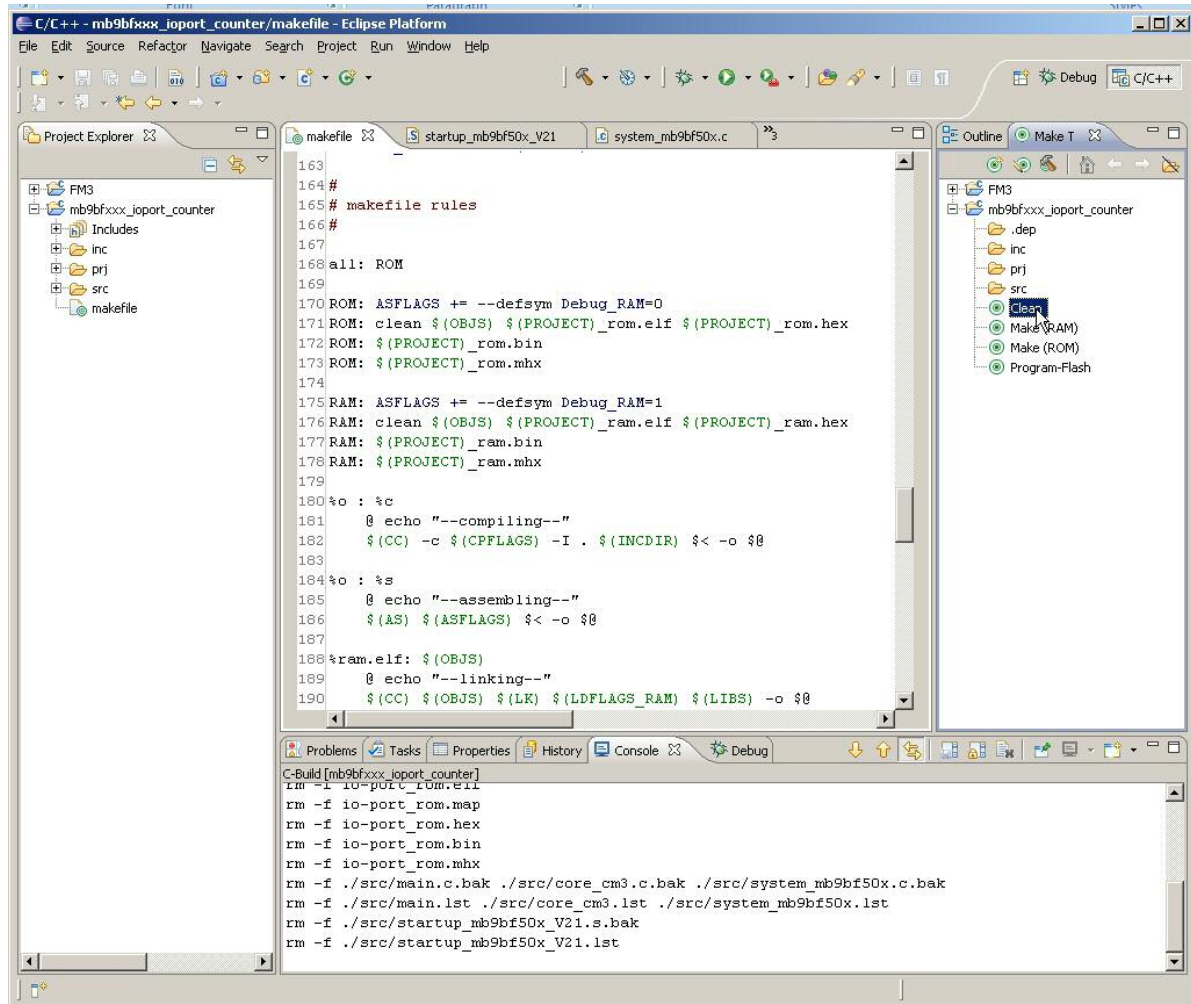 C/C++ - mb9bfxxx_ioport_counter/makefile - Eclipse Platform
File Edit Source Refactor Navigate Search Project Run Window Help
Debug C/C++
Project Explorer
FM3
mb9bfxxx_ioport_counter
Includes
inc
prj
src
makefile
makefile startup_mb9bf50x_V21 system_mb9bf50x.c »3
163
164 #
165 # makefile rules
166 #
167
168 all: ROM
169
170 ROM: ASFLAGS += --defsym Debug_RAM=0
171 ROM: clean $(OBJS) $(PROJECT)_rom.elf $(PROJECT)_rom.hex
172 ROM: $(PROJECT)_rom.bin
173 ROM: $(PROJECT)_rom.mhx
174
175 RAM: ASFLAGS += --defsym Debug_RAM=1
176 RAM: clean $(OBJS) $(PROJECT)_ram.elf $(PROJECT)_ram.hex
177 RAM: $(PROJECT)_ram.bin
178 RAM: $(PROJECT)_ram.mhx
179
180 %o : %c
181 @ echo "--compiling--"
182 $(CC) -c $(CPFLAGS) -I . $(INCDIR) $< -o $@
183
184 %o : %s
185 @ echo "--assembling--"
186 $(AS) $(ASFLAGS) $< -o $@
187
188 %ram.elf: $(OBJS)
189 @ echo "--linking--"
190 $(CC) $(OBJS) $(LK) $(LDFLAGS_RAM) $(LIBS) -o $@
Outline Make T
FM3
mb9bfxxx_ioport_counter
.dep
inc
prj
src
Clean
Make (RAM)
Make (ROM)
Program-Flash
Problems Tasks Properties History Console Debug
C-Build [mb9bfxxx_ioport_counter]
rm -f io-port_rom.elf
rm -f io-port_rom.map
rm -f io-port_rom.hex
rm -f io-port_rom.bin
rm -f io-port_rom.mhx
rm -f ./src/main.c.bak ./src/core_cm3.c.bak ./src/system_mb9bf50x.c.bak
rm -f ./src/main.lst ./src/core_cm3.lst ./src/system_mb9bf50x.lst
rm -f ./src/startup_mb9bf50x_V21.s.bak
rm -f ./src/startup_mb9bf50x_V21.lst